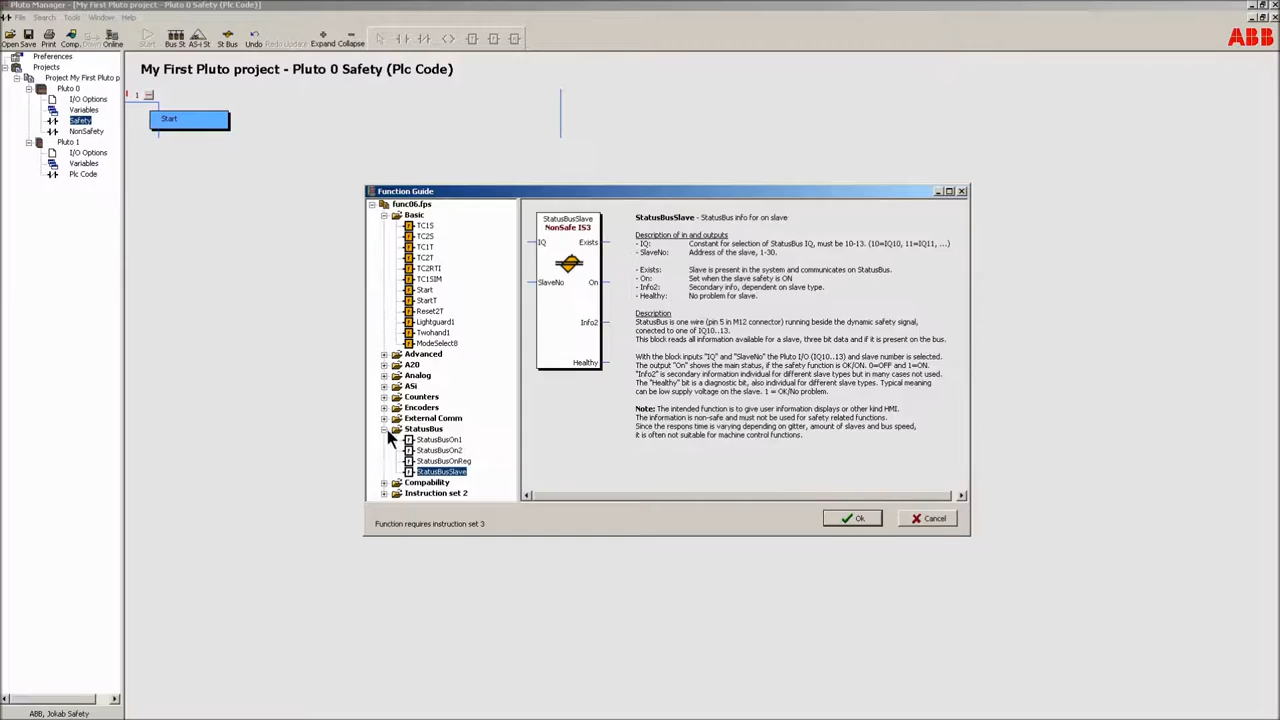 Pluto Manager - [My First Pluto project - Pluto 0 Safety (Plc Code)]
File Search Tools Window Help
Open Save Print Comp. Down Online Start Bus St AS-i St St Bus Undo Redo Update Expand Collapse
ABB
Preferences
Projects
Project My First Pluto p
Pluto 0
I/O Options
Variables
Safety
NonSafety
Pluto 1
I/O Options
Variables
Plc Code
My First Pluto project - Pluto 0 Safety (Plc Code)
1
Start
Function Guide
func06.fps
Basic
TC1S
TC2S
TC1T
TC2T
TC2RTI
TC1SIM
Start
StartT
Reset2T
Lightguard1
Twohand1
ModeSelect8
Advanced
A20
Analog
ASi
Counters
Encoders
External Comm
StatusBus
StatusBusOn1
StatusBusOn2
StatusBusOnReg
StatusBusSlave
Compability
Instruction set 2
StatusBusSlave
NonSafe IS3
IQ Exists
SlaveNo On
Info2
Healthy
StatusBusSlave - StatusBus info for on slave
Description of in and outputs
- IQ: Constant for selection of StatusBus IQ, must be 10-13. (10=IQ10, 11=IQ11, ...)
- SlaveNo: Address of the slave, 1-30.
- Exists: Slave is present in the system and communicates on StatusBus.
- On: Set when the slave safety is ON
- Info2: Secondary info, dependent on slave type.
- Healthy: No problem for slave.
Description
StatusBus is one wire (pin 5 in M12 connector) running beside the dynamic safety signal,
conected to one of IQ10..13.
This block reads all information available for a slave, three bit data and if it is present on the bus.
With the block inputs "IQ" and "SlaveNo" the Pluto I/O (IQ10..13) and slave number is selected.
The output "On" shows the main status, if the safety function is OK/ON. 0=OFF and 1=ON.
"Info2" is secondary information individual for different slave types but in many cases not used.
The "Healthy" bit is a diagnostic bit, also individual for different slave types. Typical meaning
can be low supply voltage on the slave. 1 = OK/No problem.
Note: The intended function is to give user information displays or other kind HMI.
The information is non-safe and must not be used for safety related functions.
Since the respons time is varying depending on gitter, amount of slaves and bus speed,
it is often not suitable for machine control functions.
Function requires instruction set 3
Ok
Cancel
ABB, Jokab Safety